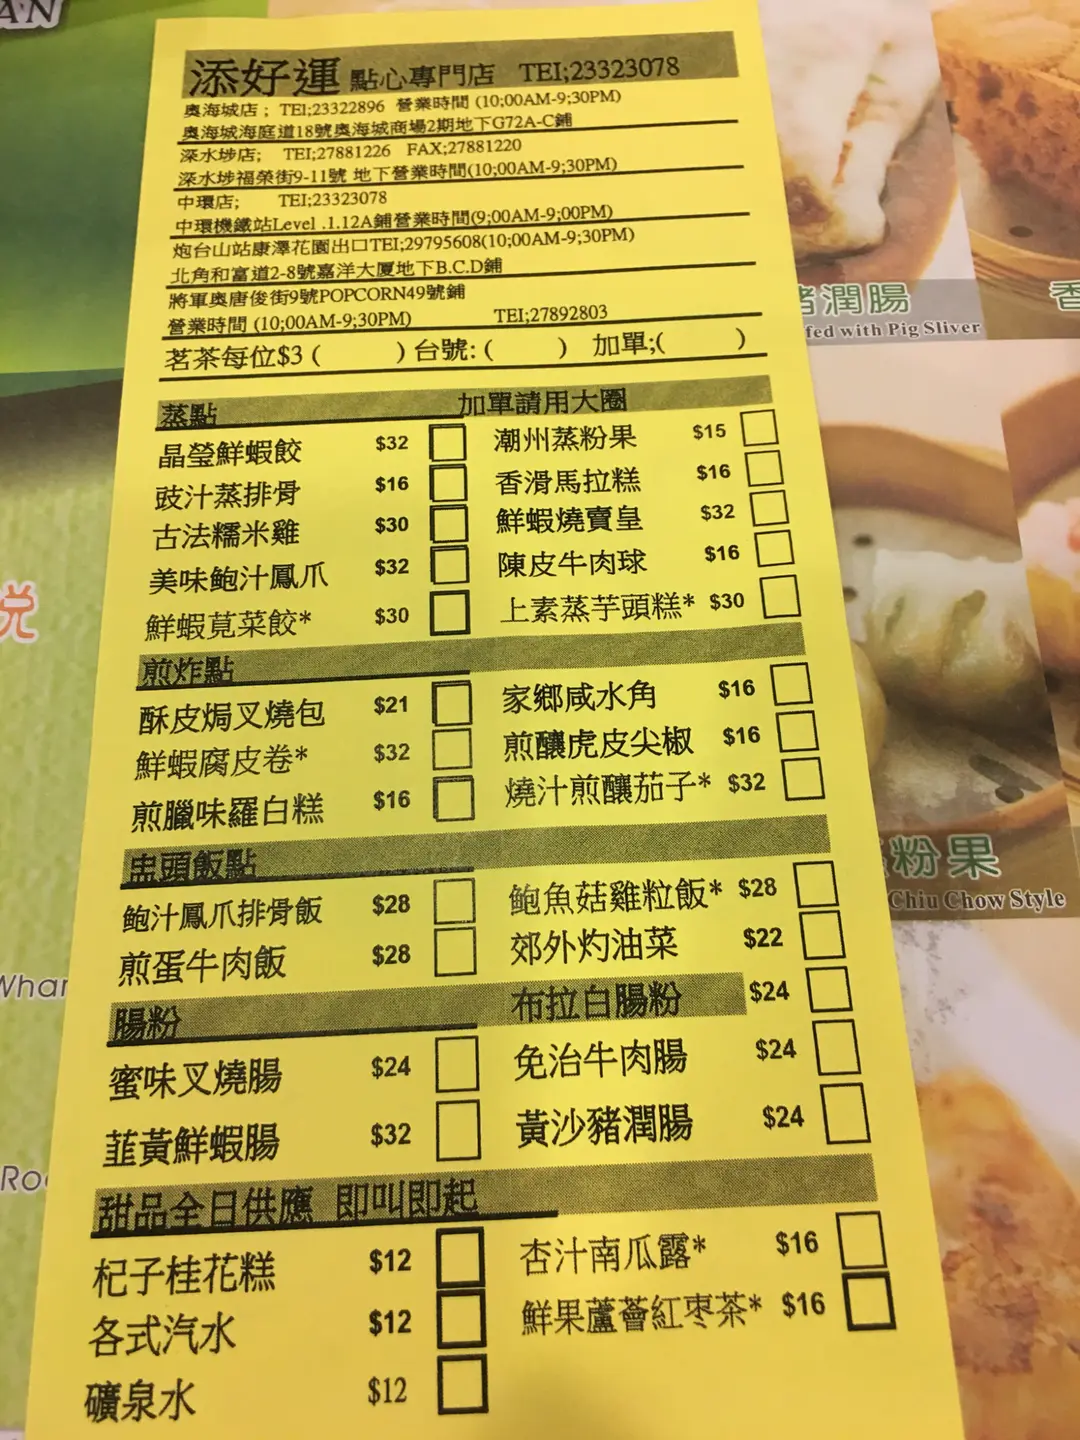 AN
添好運 點心專門店 TEI;23323078
奧海城店； TEI;23322896 營業時間 (10;00AM-9;30PM)
奧海城海庭道18號奧海城商場2期地下G72A-C鋪
深水埗店; TEI;27881226 FAX;27881220
深水埗福榮街9-11號 地下營業時間(10;00AM-9;30PM)
中環店; TEI;23323078
中環機鐵站Level .1.12A鋪營業時間(9;00AM-9;00PM)
炮台山站康澤花園出口TEI;29795608(10;00AM-9;30PM)
北角和富道2-8號嘉洋大廈地下B.C.D鋪
將軍奧唐俊街9號POPCORN49號鋪
營業時間 (10;00AM-9;30PM) TEI;27892803
茗茶每位$3 ( ) 台號: ( ) 加單;( )
蒸點 加單請用大圈
晶瑩鮮蝦餃 $32 潮州蒸粉果 $15
豉汁蒸排骨 $16 香滑馬拉糕 $16
古法糯米雞 $30 鮮蝦燒賣皇 $32
美味鮑汁鳳爪 $32 陳皮牛肉球 $16
鮮蝦莧菜餃* $30 上素蒸芋頭糕* $30
煎炸點
酥皮焗叉燒包 $21 家鄉咸水角 $16
鮮蝦腐皮卷* $32 煎釀虎皮尖椒 $16
煎臘味羅白糕 $16 燒汁煎釀茄子* $32
盅頭飯點
鮑汁鳳爪排骨飯 $28 鮑魚菇雞粒飯* $28
煎蛋牛肉飯 $28 郊外灼油菜 $22
腸粉 布拉白腸粉 $24
蜜味叉燒腸 $24 免治牛肉腸 $24
韮黃鮮蝦腸 $32 黃沙豬潤腸 $24
甜品全日供應 即叫即起
杞子桂花糕 $12 杏汁南瓜露* $16
各式汽水 $12 鮮果蘆薈紅枣茶* $16
礦泉水 $12
潤腸
with Pig Sliver
香
粉果
Chiu Chow Style